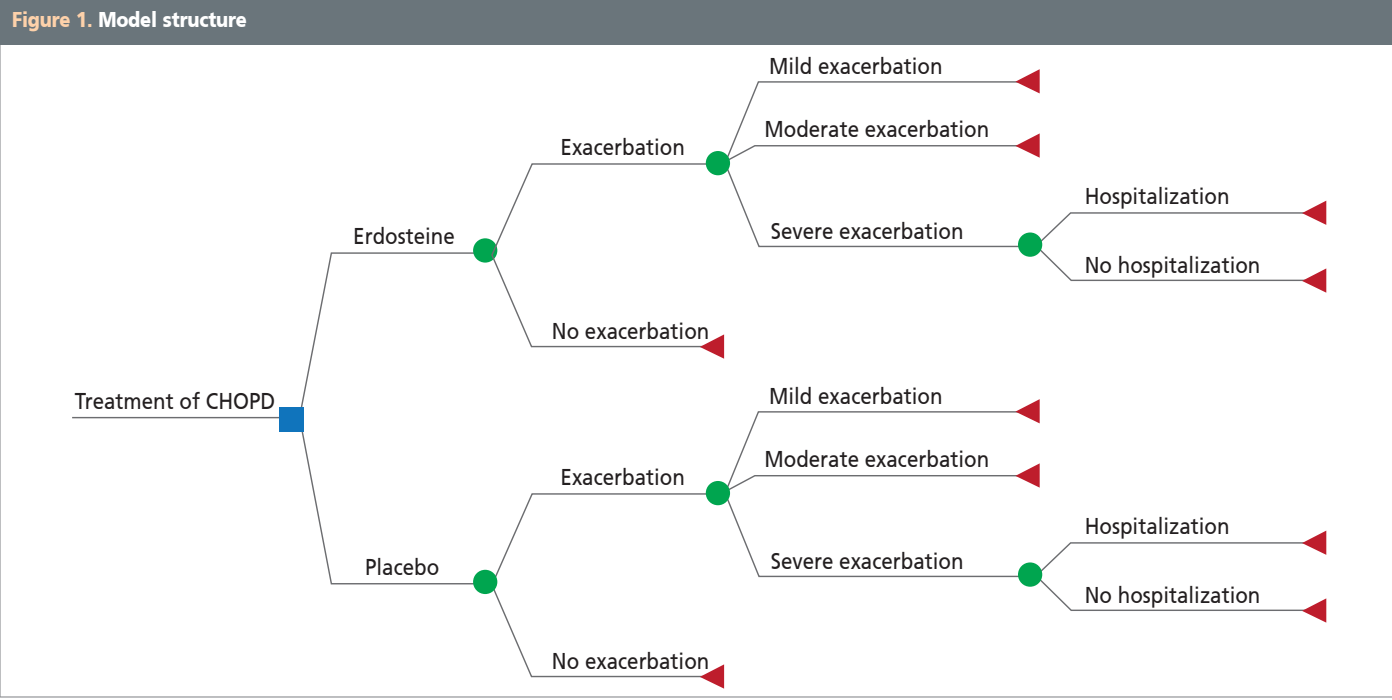 Figure 1. Model structure
Mild exacerbation
Moderate exacerbation
Exacerbation
Hospitalization
Severe exacerbation
Erdosteine
No hospitalization
No exacerbation
Treatment of CHOPD
Mild exacerbation
Moderate exacerbation
Exacerbation
Hospitalization
Severe exacerbation
Placebo
No hospitalization
No exacerbation